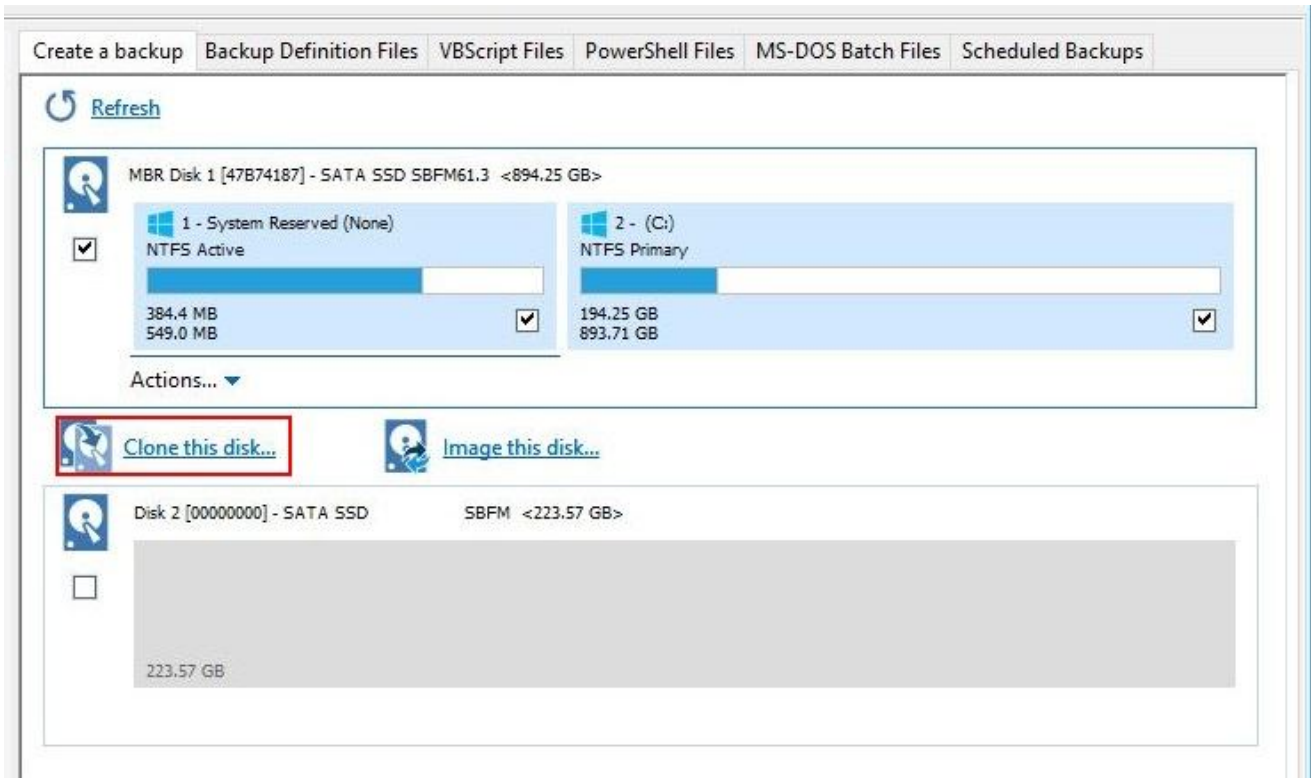 Create a backup Backup Definition Files VBScript Files PowerShell Files MS-DOS Batch Files Scheduled Backups
Refresh
MBR Disk 1 [47B74187] - SATA SSD SBFM61.3 <894.25 GB>
1 - System Reserved (None)
NTFS Active
384.4 MB
549.0 MB
2 - (C:)
NTFS Primary
194.25 GB
893.71 GB
Actions...
Clone this disk... Image this disk...
Disk 2 [00000000] - SATA SSD SBFM <223.57 GB>
223.57 GB